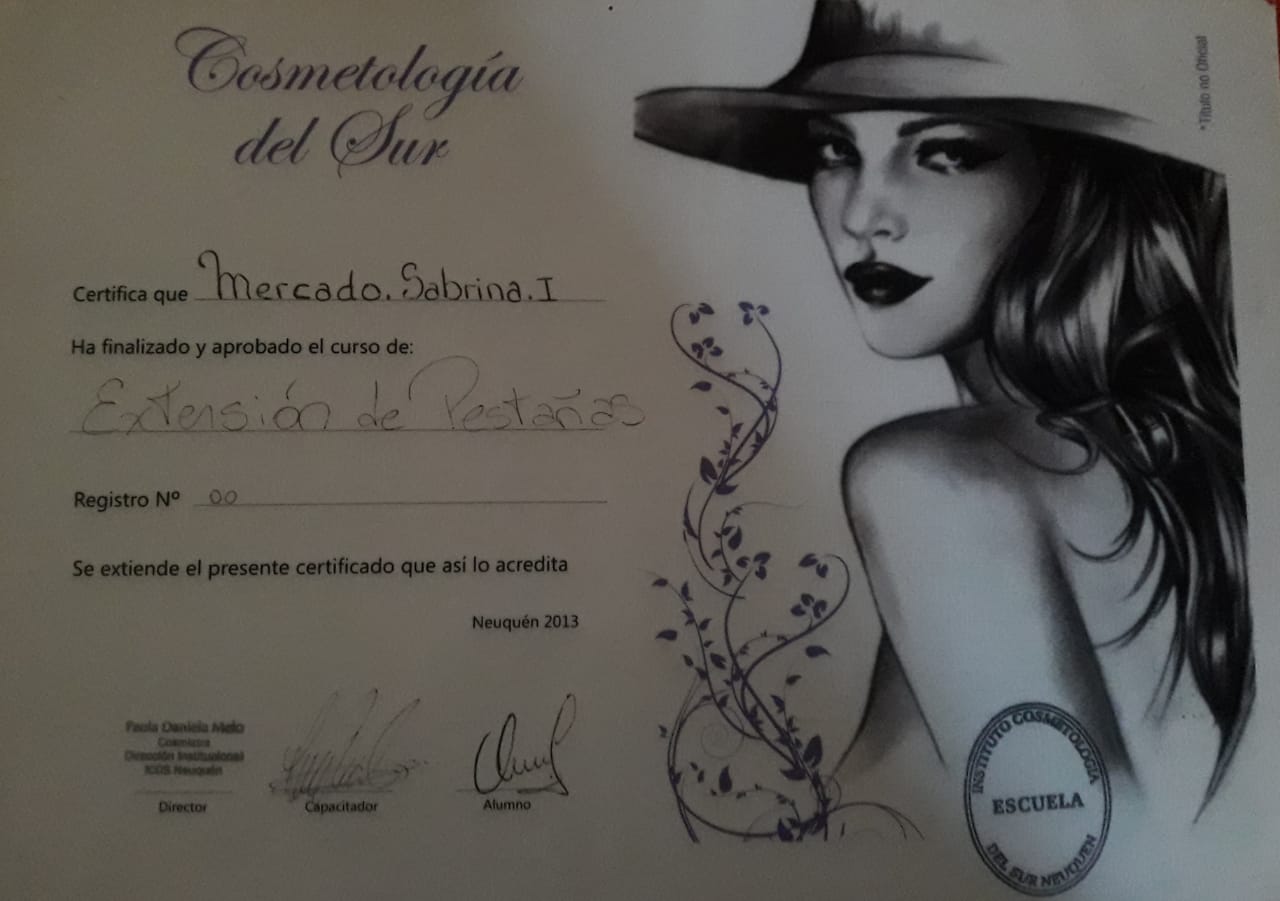 Cosmetología
del Sur
*Titulo no Oficial
Certifica que Mercado. Sabrina. I
Ha finalizado y aprobado el curso de:
Extensión de Pestañas
Registro Nº 00
Se extiende el presente certificado que así lo acredita
Neuquén 2013
Paola Daniela Melo
Cosmiatra
Dirección Institucional
ICOS Neuquén
Director
Capacitador
Alumno
INSTITUTO COSMETOLOGIA
ESCUELA
DEL SUR NEUQUEN